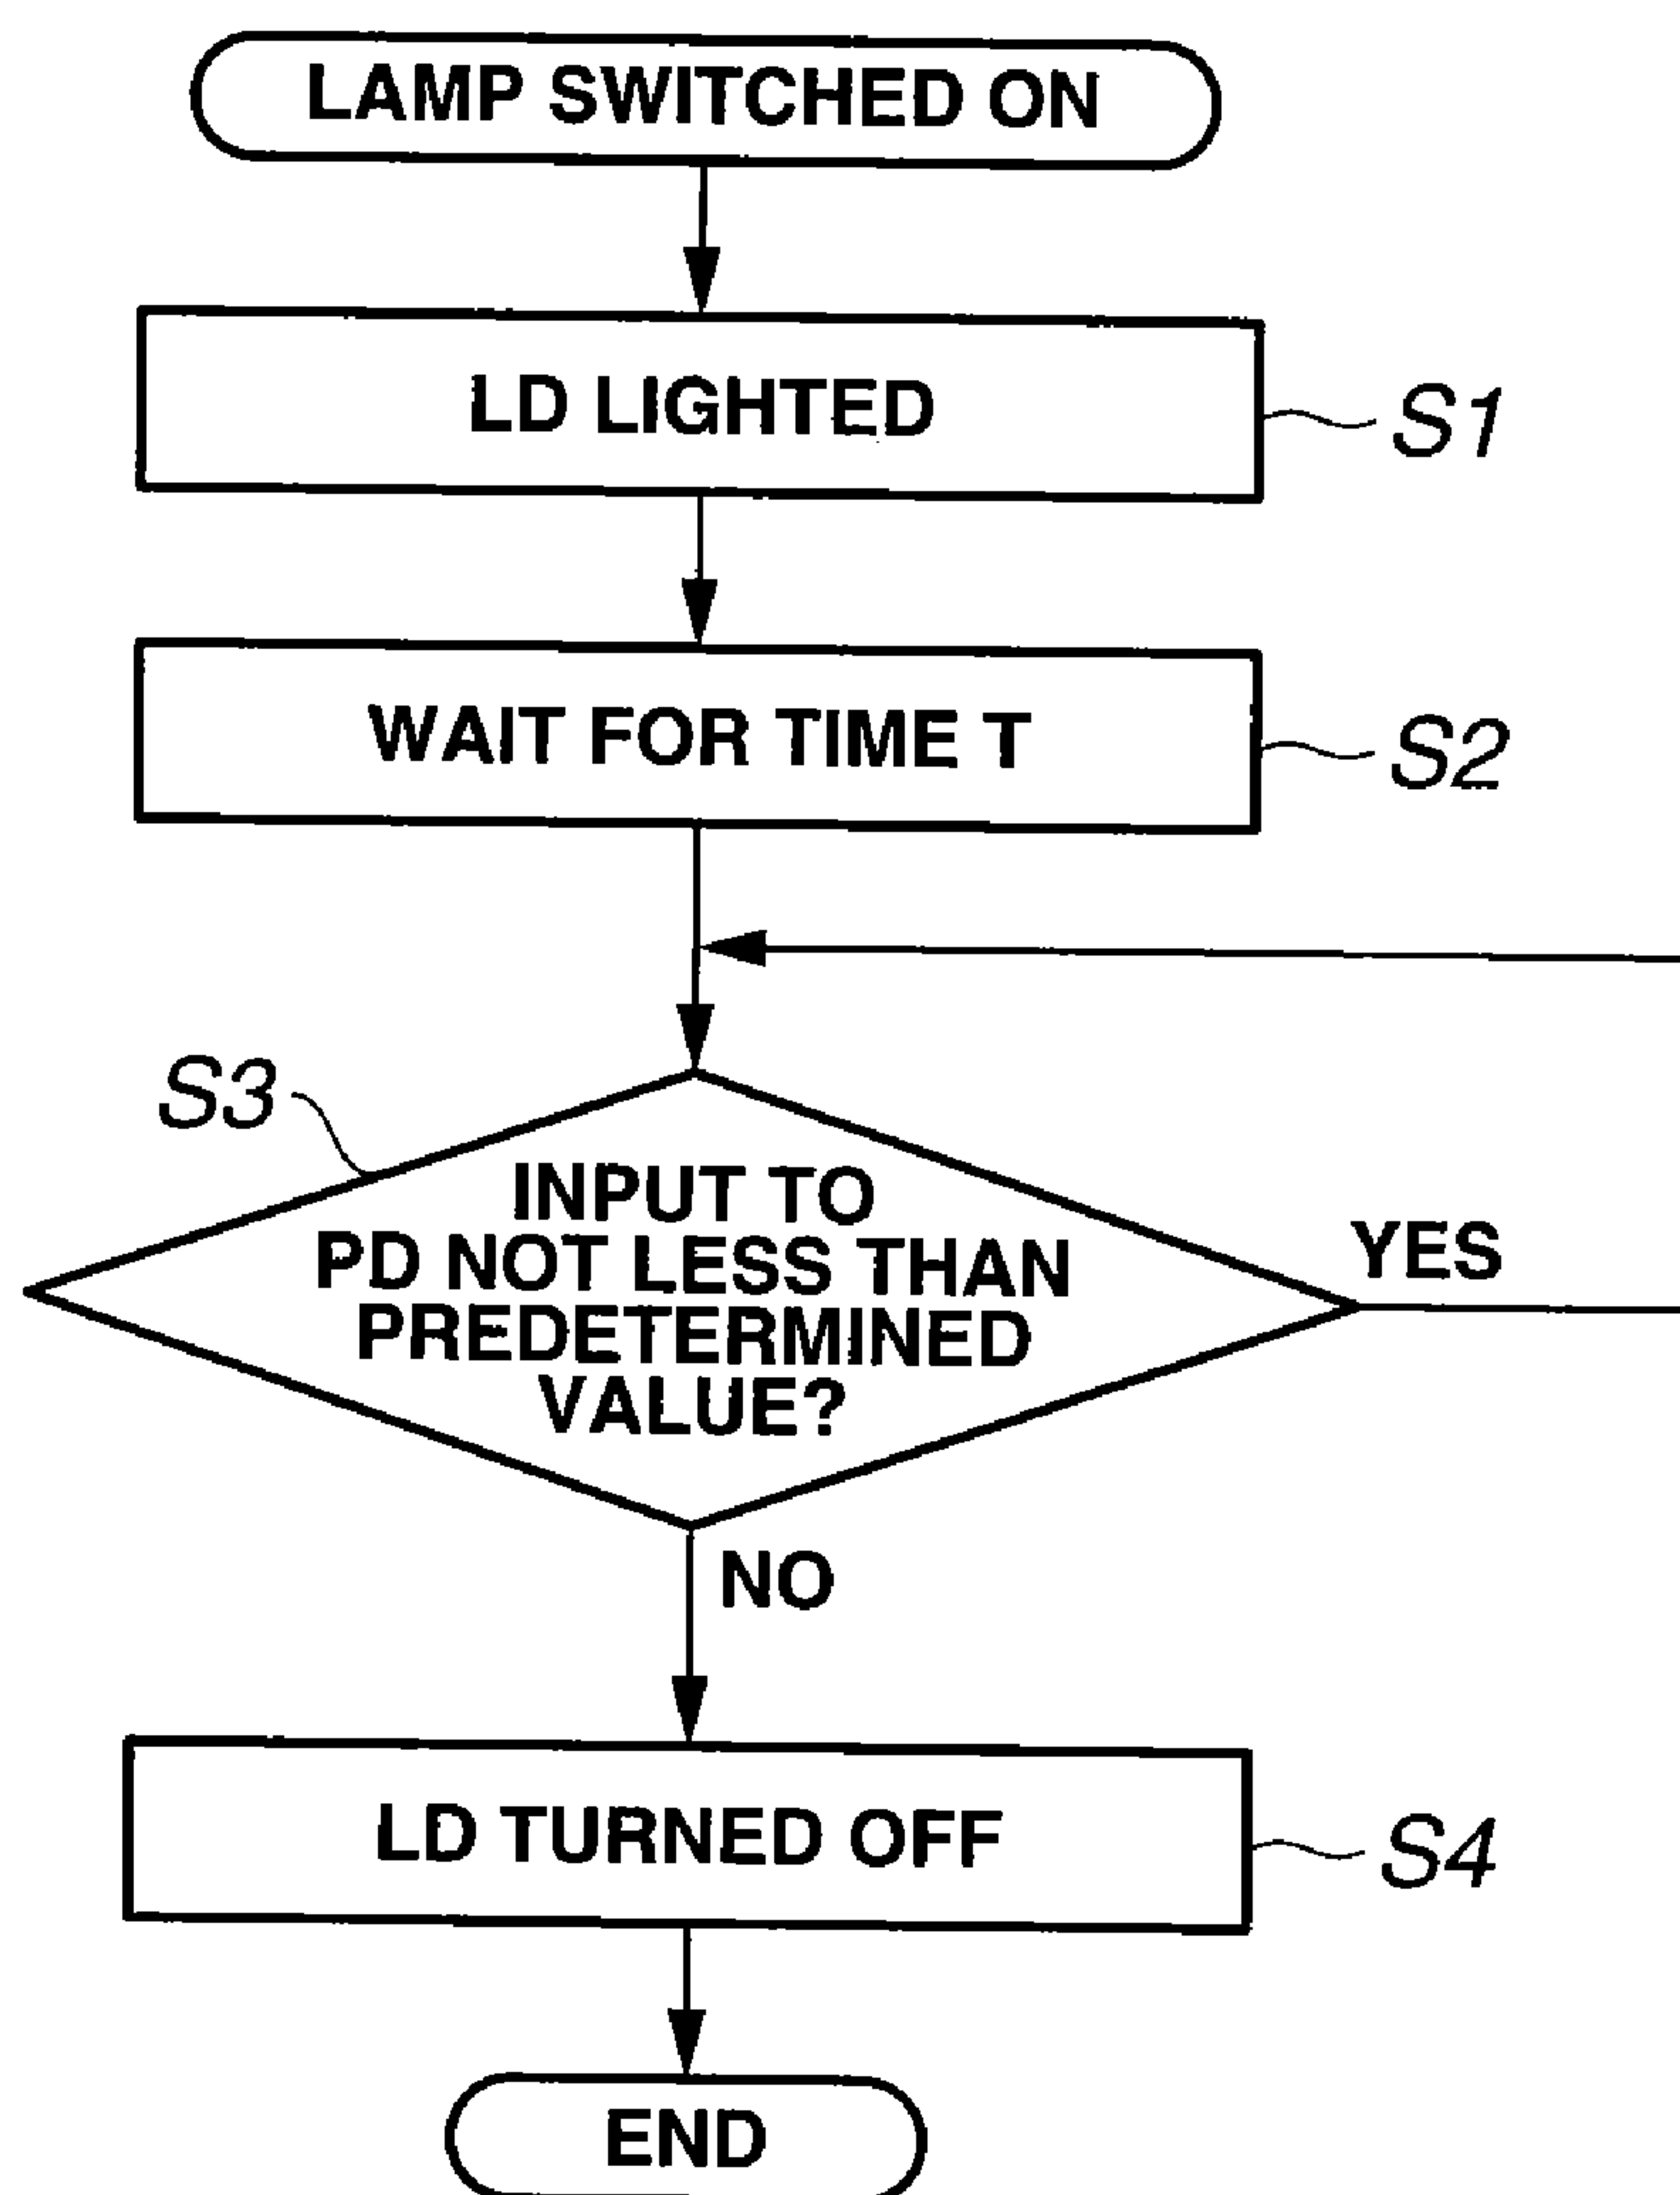 LAMP SWITCHED ON
LD LIGHTED
S1
WAIT FOR TIME T
S2
S3
INPUT TO
PD NOT LESS THAN
PREDETERMINED
VALUE?
YES
NO
LD TURNED OFF
S4
END